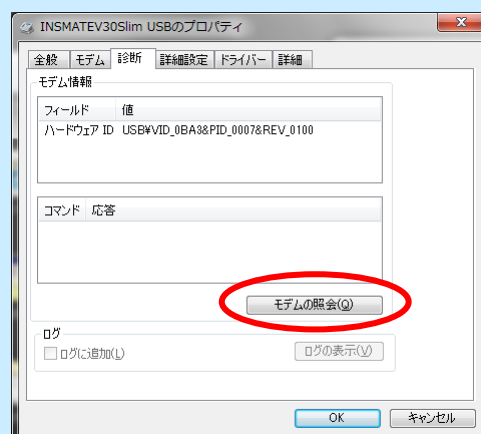 INSMATEV30Slim USBのプロパティ
全般 モデム 診断 詳細設定 ドライバー 詳細
モデム情報
フィールド 値
ハードウェア ID USB¥VID_0BA3&PID_0007&REV_0100
コマンド 応答
モデムの照会(Q)
ログ
ログに追加(L) ログの表示(V)
OK キャンセル